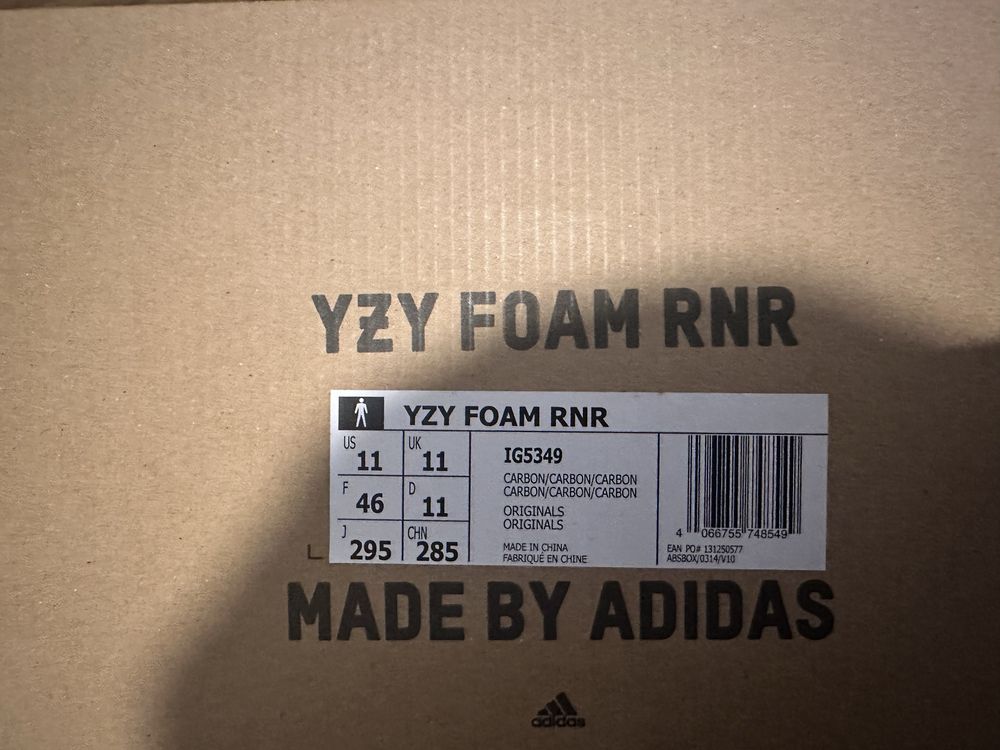 YZY FOAM RNR
YZY FOAM RNR
US 11
UK 11
F 46
D 11
J 295
CHN 285
IG5349
CARBON/CARBON/CARBON
CARBON/CARBON/CARBON
ORIGINALS
ORIGINALS
MADE IN CHINA
FABRIQUÉ EN CHINE
4 066755 748549
EAN PO# 131250577
ABSBOX/0314/V10
MADE BY ADIDAS
adidas